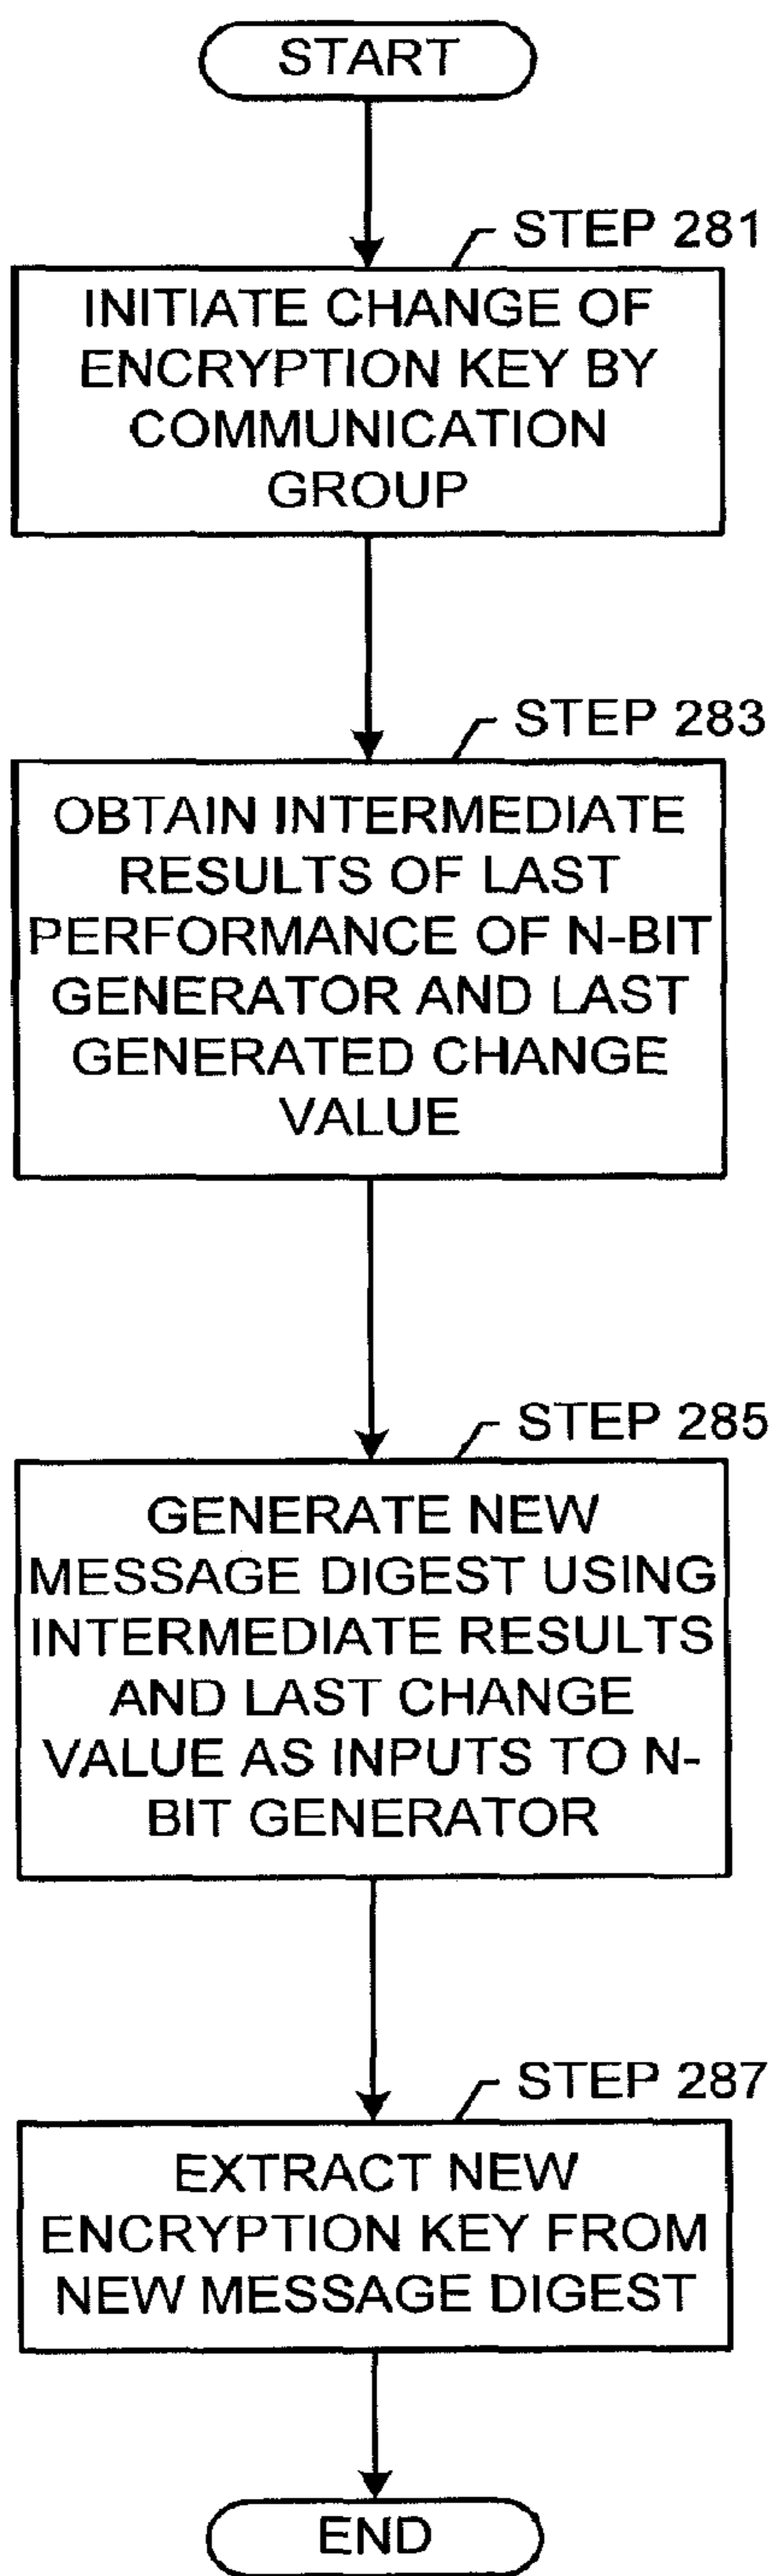 START
STEP 281
INITIATE CHANGE OF
ENCRYPTION KEY BY
COMMUNICATION
GROUP
STEP 283
OBTAIN INTERMEDIATE
RESULTS OF LAST
PERFORMANCE OF N-BIT
GENERATOR AND LAST
GENERATED CHANGE
VALUE
STEP 285
GENERATE NEW
MESSAGE DIGEST USING
INTERMEDIATE RESULTS
AND LAST CHANGE
VALUE AS INPUTS TO N-
BIT GENERATOR
STEP 287
EXTRACT NEW
ENCRYPTION KEY FROM
NEW MESSAGE DIGEST
END